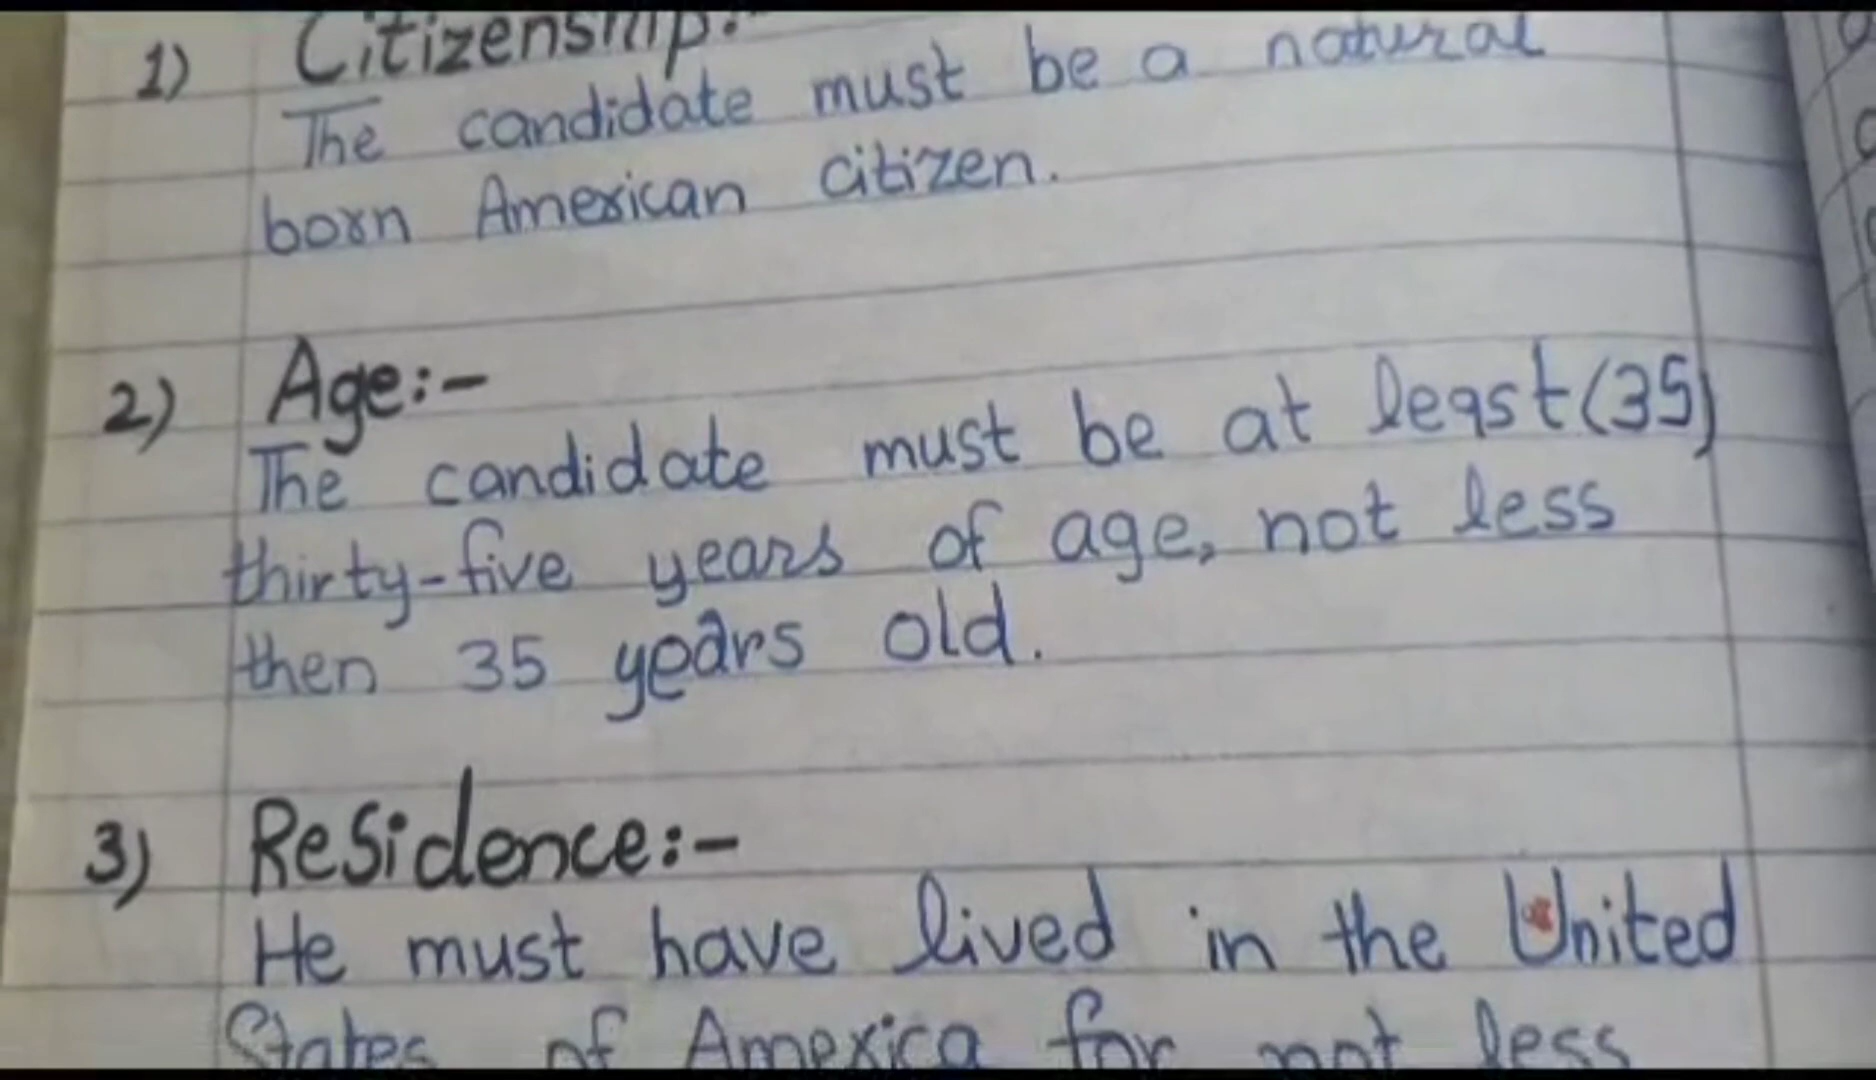 1) Citizenship:-
The candidate must be a natural
born American citizen.
2) Age:-
The candidate must be at least (35)
thirty-five years of age, not less
then 35 years old.
3) Residence:-
He must have lived in the United
States of America for not less